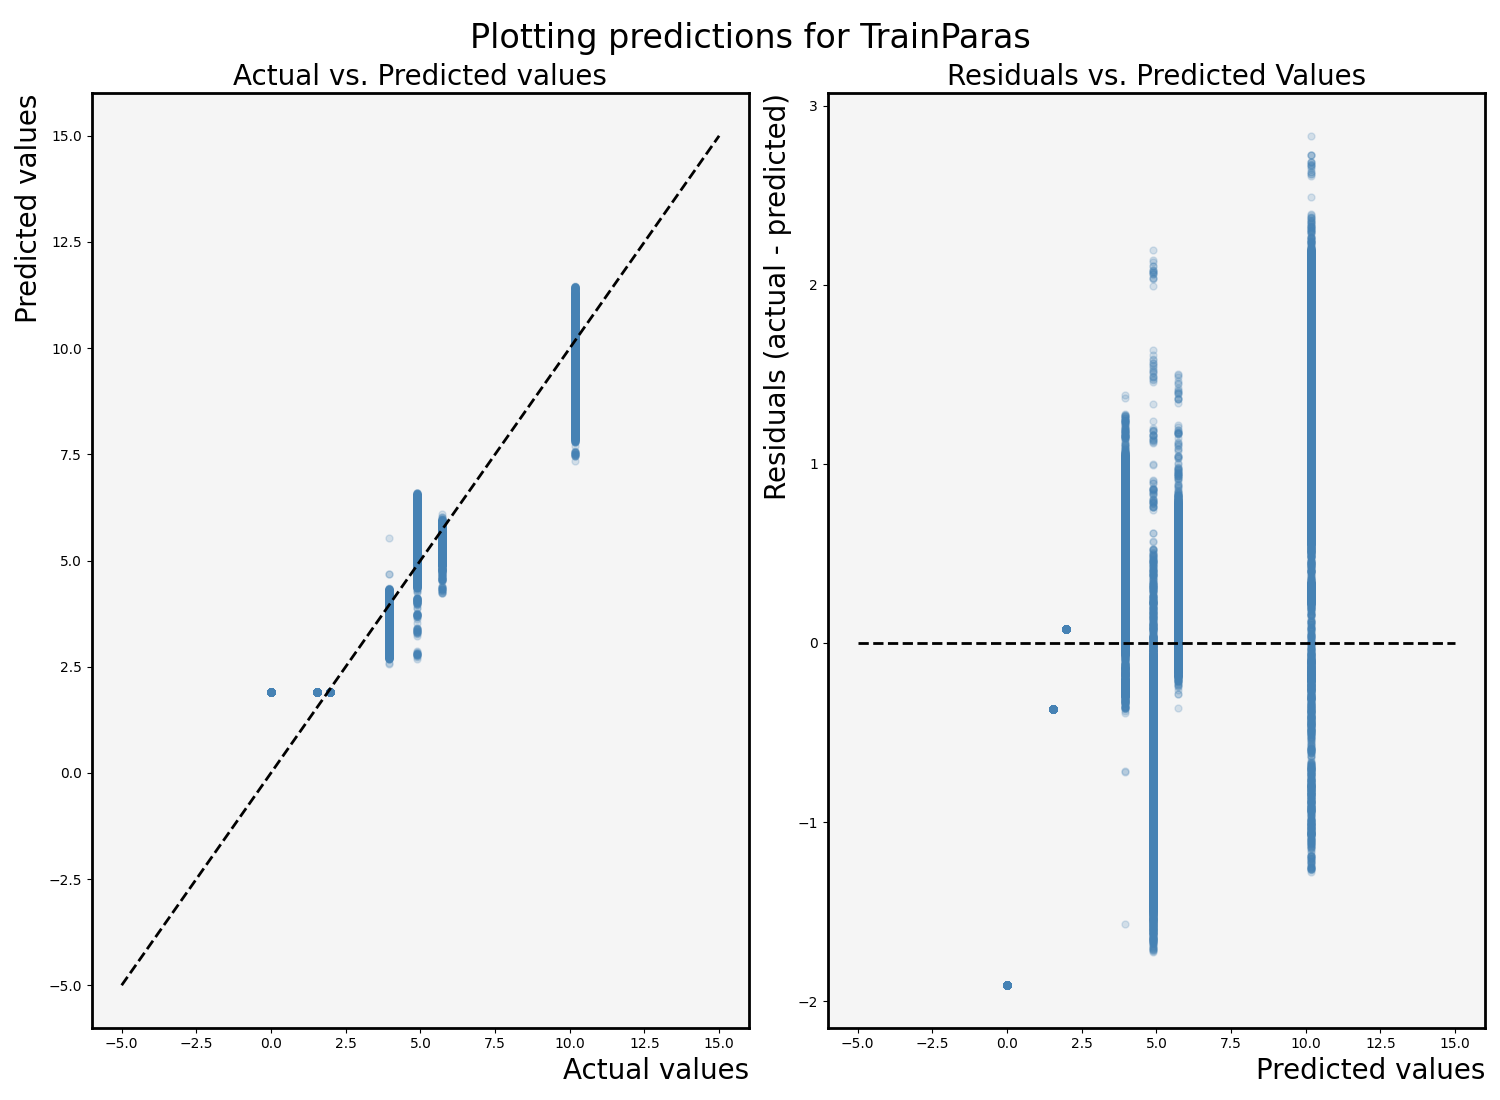 Plotting predictions for TrainParas
Actual vs. Predicted values
Predicted values
15.0
12.5
10.0
7.5
5.0
2.5
0.0
−2.5
−5.0
−5.0 −2.5 0.0 2.5 5.0 7.5 10.0 12.5 15.0
Actual values
Residuals vs. Predicted Values
Residuals (actual - predicted)
3
2
1
0
−1
−2
−5.0 −2.5 0.0 2.5 5.0 7.5 10.0 12.5 15.0
Predicted values